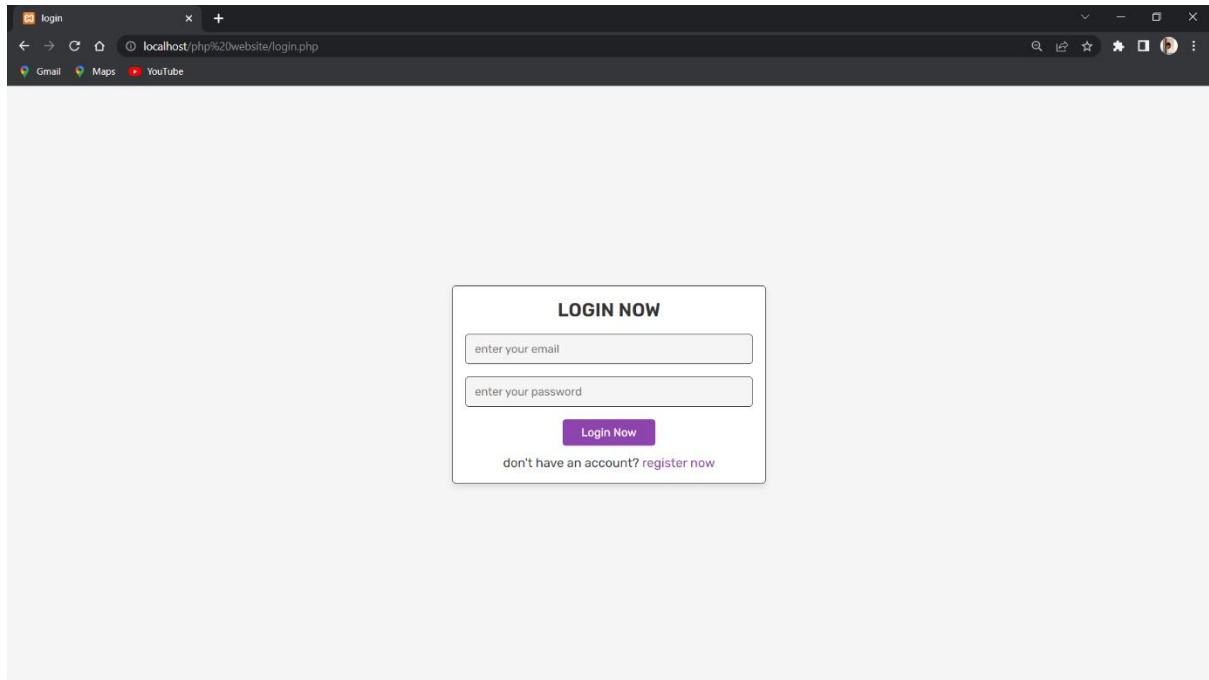 login
localhost/php%20website/login.php
Gmail Maps YouTube
LOGIN NOW
enter your email
enter your password
Login Now
don't have an account? register now